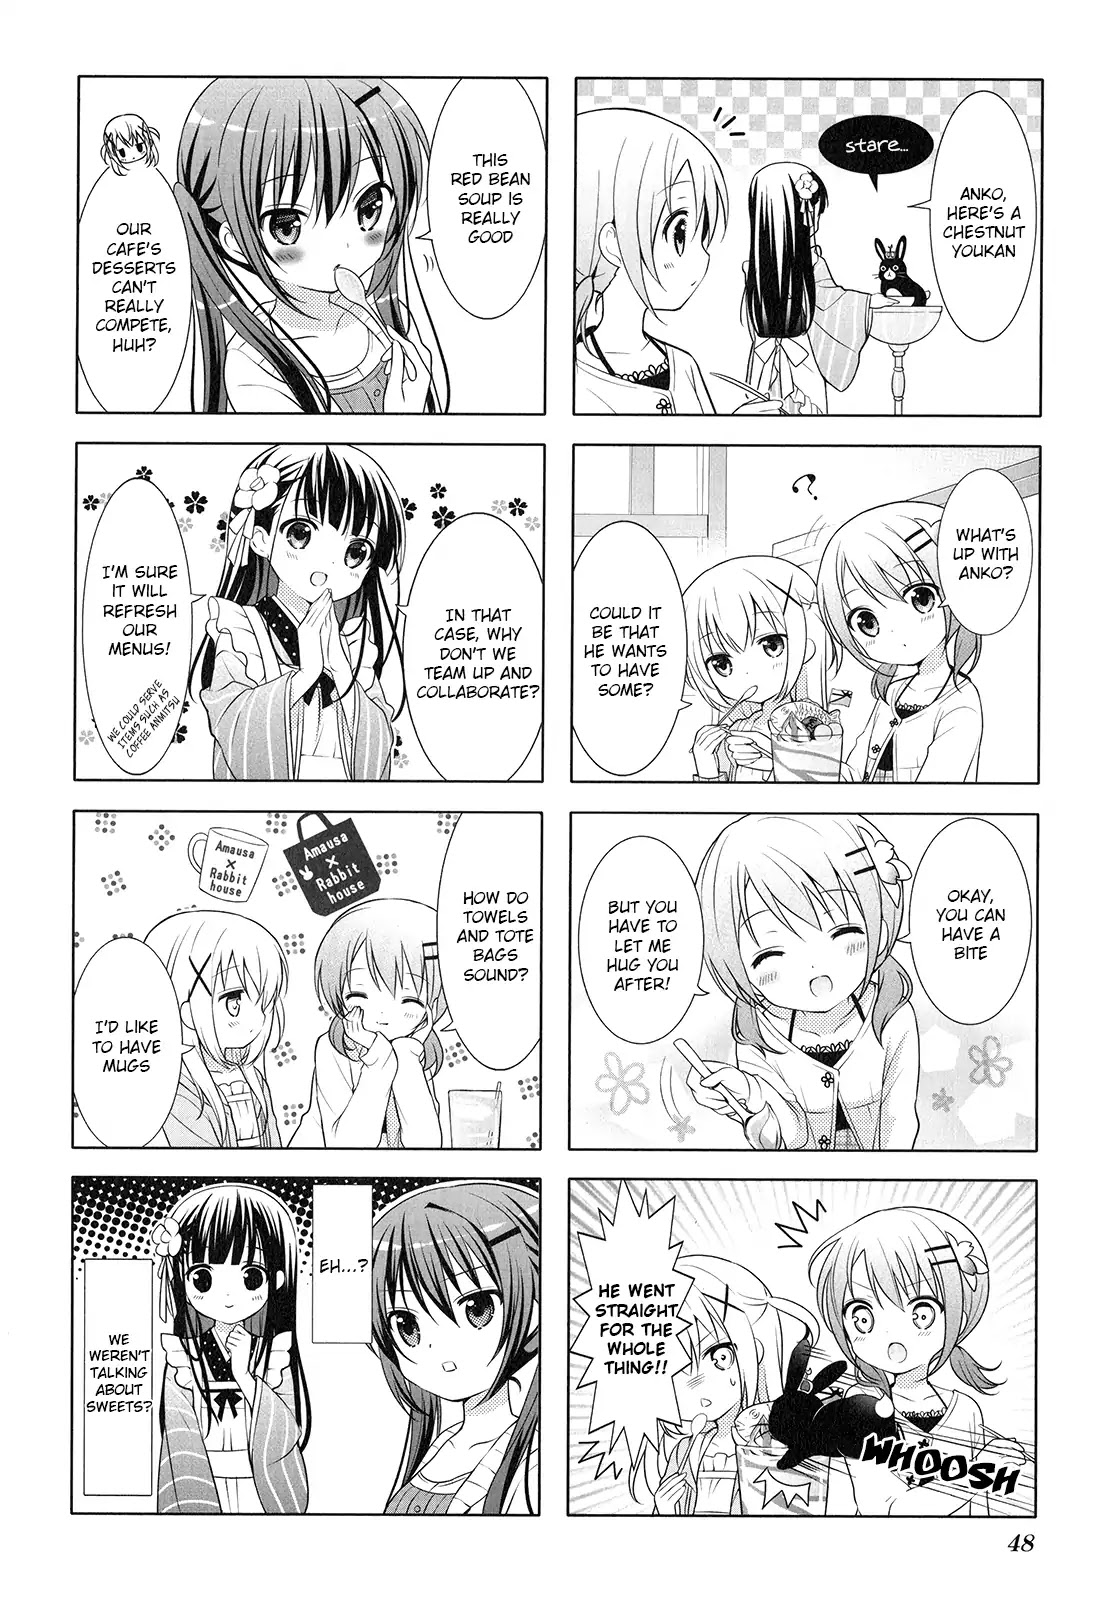 ANKO,
HERE'S A
CHESTNUT
YOUKAN
stare...
WHAT'S
UP WITH
ANKO?
?
COULD IT
BE THAT
HE WANTS
TO HAVE
SOME?
OKAY,
YOU CAN
HAVE A
BITE
BUT YOU
HAVE TO
LET ME
HUG YOU
AFTER!
HE WENT
STRAIGHT
FOR THE
WHOLE
THING!!
WHOOSH
THIS
RED BEAN
SOUP IS
REALLY
GOOD
OUR
CAFE'S
DESSERTS
CAN'T
REALLY
COMPETE,
HUH?
IN THAT
CASE, WHY
DON'T WE
TEAM UP AND
COLLABORATE?
I'M SURE
IT WILL
REFRESH
OUR
MENUS!
WE COULD SERVE
ITEMS SUCH AS
COFFEE ANMITSU
Amausa
×
Rabbit
house
Amausa
×
Rabbit
house
HOW DO
TOWELS
AND TOTE
BAGS
SOUND?
I'D LIKE
TO HAVE
MUGS
EH...?
WE
WEREN'T
TALKING
ABOUT
SWEETS?
48